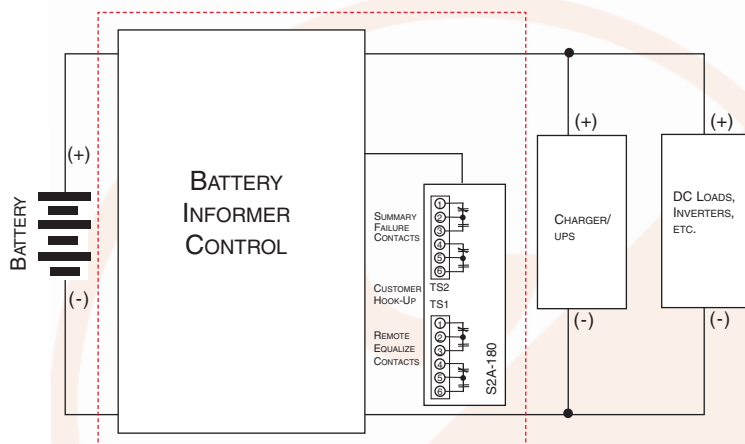 BATTERY
(+)
(-)
BATTERY
INFORMER
CONTROL
SUMMARY
FAILURE
CONTACTS
1
2
3
4
5
6
TS2
CUSTOMER
HOOK-UP
TS1
REMOTE
EQUALIZE
CONTACTS
1
2
3
4
5
6
S2A-180
(+)
CHARGER/
UPS
(-)
(+)
DC LOADS,
INVERTERS,
ETC.
(-)